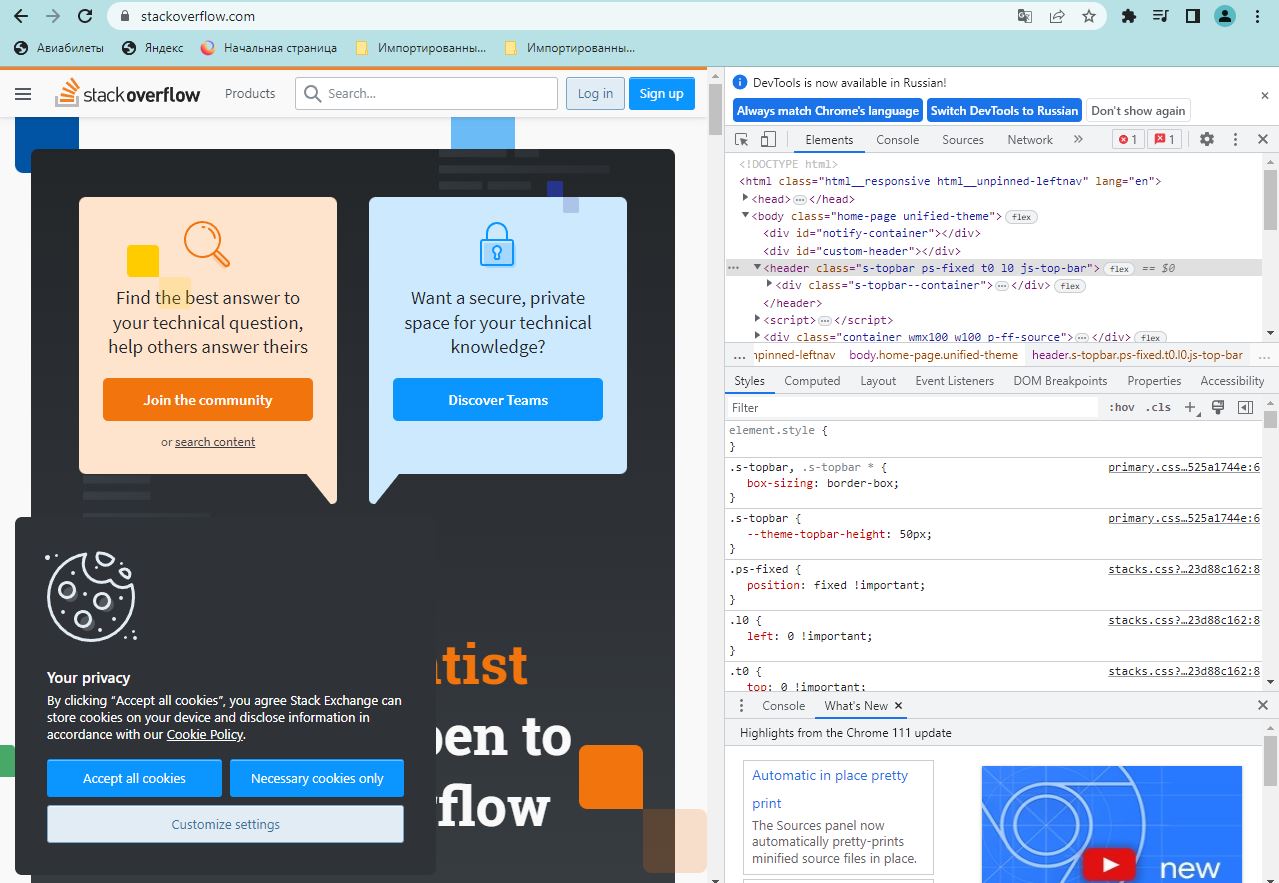 stackoverflow.com
Авиабилеты Яндекс Начальная страница Импортированны... Импортированны...
stackoverflow Products Search... Log in Sign up
Find the best answer to
your technical question,
help others answer theirs
Join the community
or search content
Want a secure, private
space for your technical
knowledge?
Discover Teams
tist
pen to
rflow
Your privacy
By clicking “Accept all cookies”, you agree Stack Exchange can
store cookies on your device and disclose information in
accordance with our Cookie Policy.
Accept all cookies Necessary cookies only
Customize settings
DevTools is now available in Russian!
Always match Chrome's language Switch DevTools to Russian Don't show again
Elements Console Sources Network » 1 1
<!DOCTYPE html>
<html class="html__responsive html__unpinned-leftnav" lang="en">
<head>…</head>
<body class="home-page unified-theme"> flex
<div id="notify-container"></div>
<div id="custom-header"></div>
<header class="s-topbar ps-fixed t0 l0 js-top-bar"> flex == $0
<div class="s-topbar--container">…</div> flex
</header>
<script>…</script>
<div class="container wmx100 w100 p-ff-source">…</div> flex
... npinned-leftnav body.home-page.unified-theme header.s-topbar.ps-fixed.t0.l0.js-top-bar ...
Styles Computed Layout Event Listeners DOM Breakpoints Properties Accessibility
Filter :hov .cls +
element.style {
}
.s-topbar, .s-topbar * { primary.css…525a1744e:6
box-sizing: border-box;
}
.s-topbar { primary.css…525a1744e:6
--theme-topbar-height: 50px;
}
.ps-fixed { stacks.css?…23d88c162:8
position: fixed !important;
}
.l0 { stacks.css?…23d88c162:8
left: 0 !important;
}
.t0 { stacks.css?…23d88c162:8
top: 0 !important;
Console What's New
Highlights from the Chrome 111 update
Automatic in place pretty
print
The Sources panel now
automatically pretty-prints
minified source files in place.
new